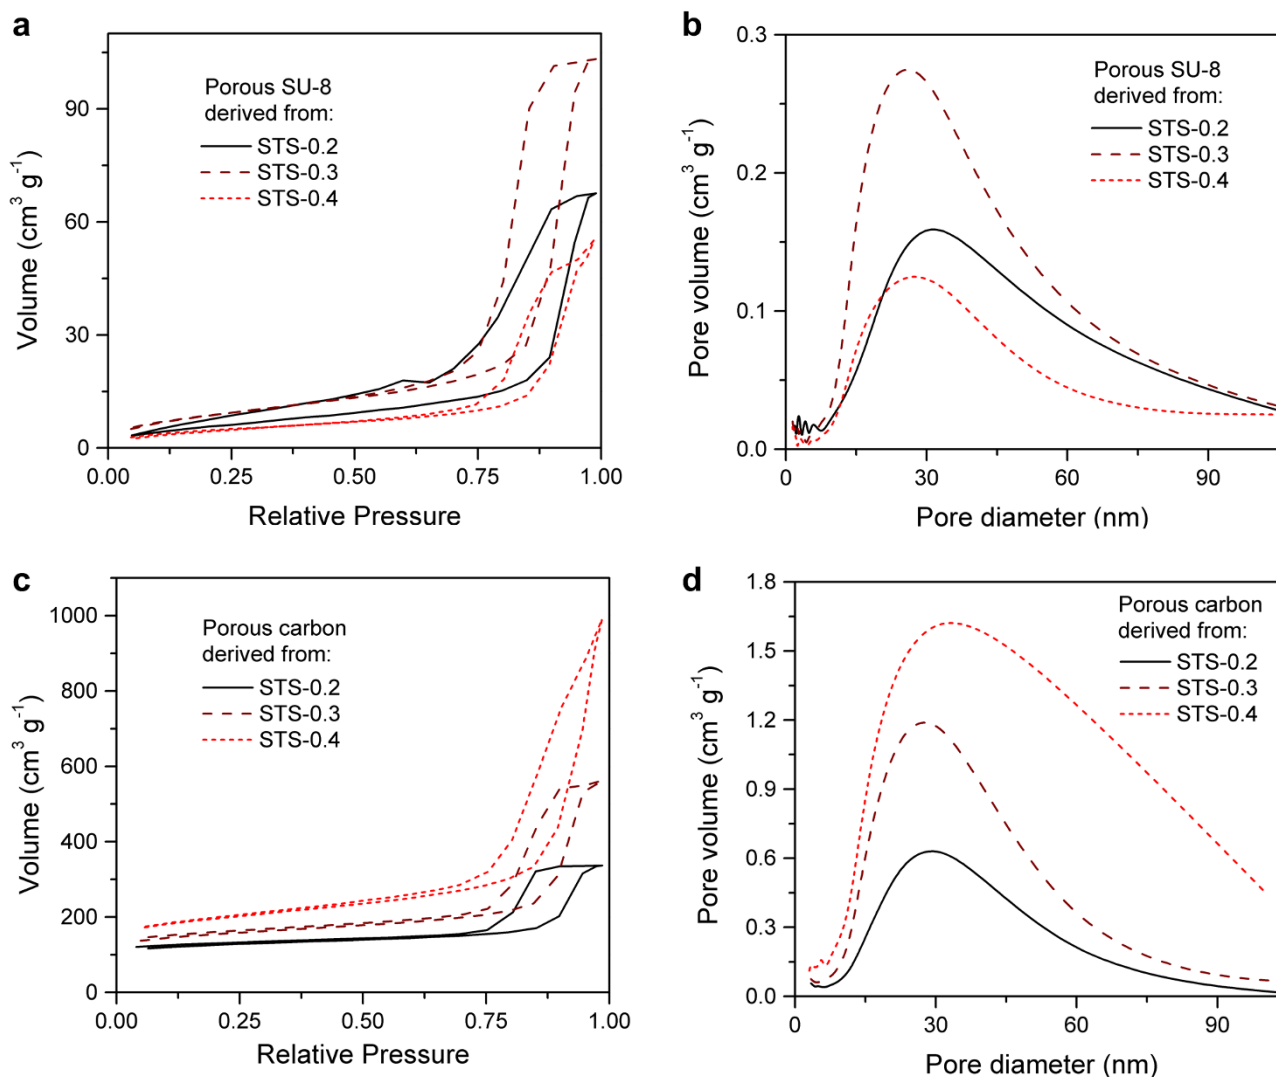 a
Volume (cm³ g⁻¹)
90
60
30
0
0.00 0.25 0.50 0.75 1.00
Relative Pressure
Porous SU-8
derived from:
STS-0.2
STS-0.3
STS-0.4
b
Pore volume (cm³ g⁻¹)
0.3
0.2
0.1
0.0
0 30 60 90
Pore diameter (nm)
Porous SU-8
derived from:
STS-0.2
STS-0.3
STS-0.4
c
Volume (cm³ g⁻¹)
1000
800
600
400
200
0
0.00 0.25 0.50 0.75 1.00
Relative Pressure
Porous carbon
derived from:
STS-0.2
STS-0.3
STS-0.4
d
Pore volume (cm³ g⁻¹)
1.8
1.5
1.2
0.9
0.6
0.3
0.0
0 30 60 90
Pore diameter (nm)
Porous carbon
derived from:
STS-0.2
STS-0.3
STS-0.4